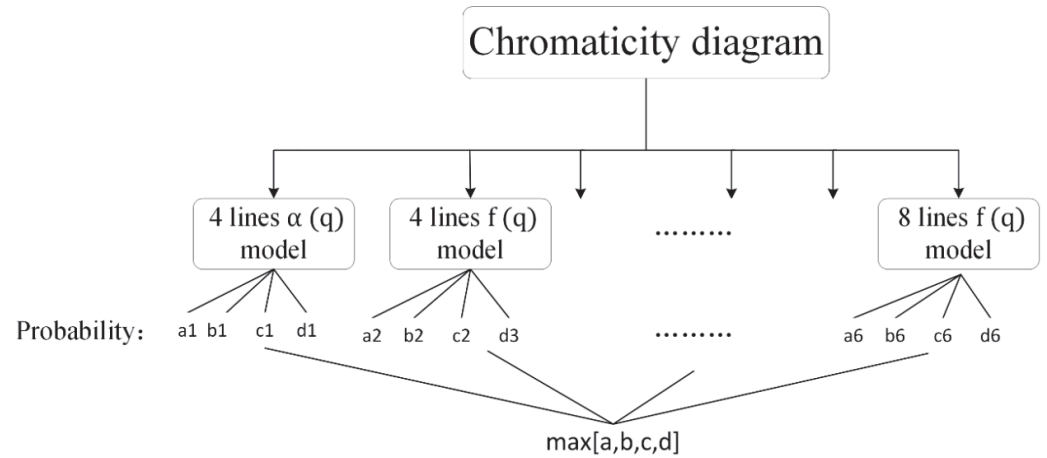 Chromaticity diagram
4 lines α (q)
model
4 lines f (q)
model
………
8 lines f (q)
model
Probability：
a1 b1 c1 d1
a2 b2 c2 d3
………
a6 b6 c6 d6
max[a,b,c,d]